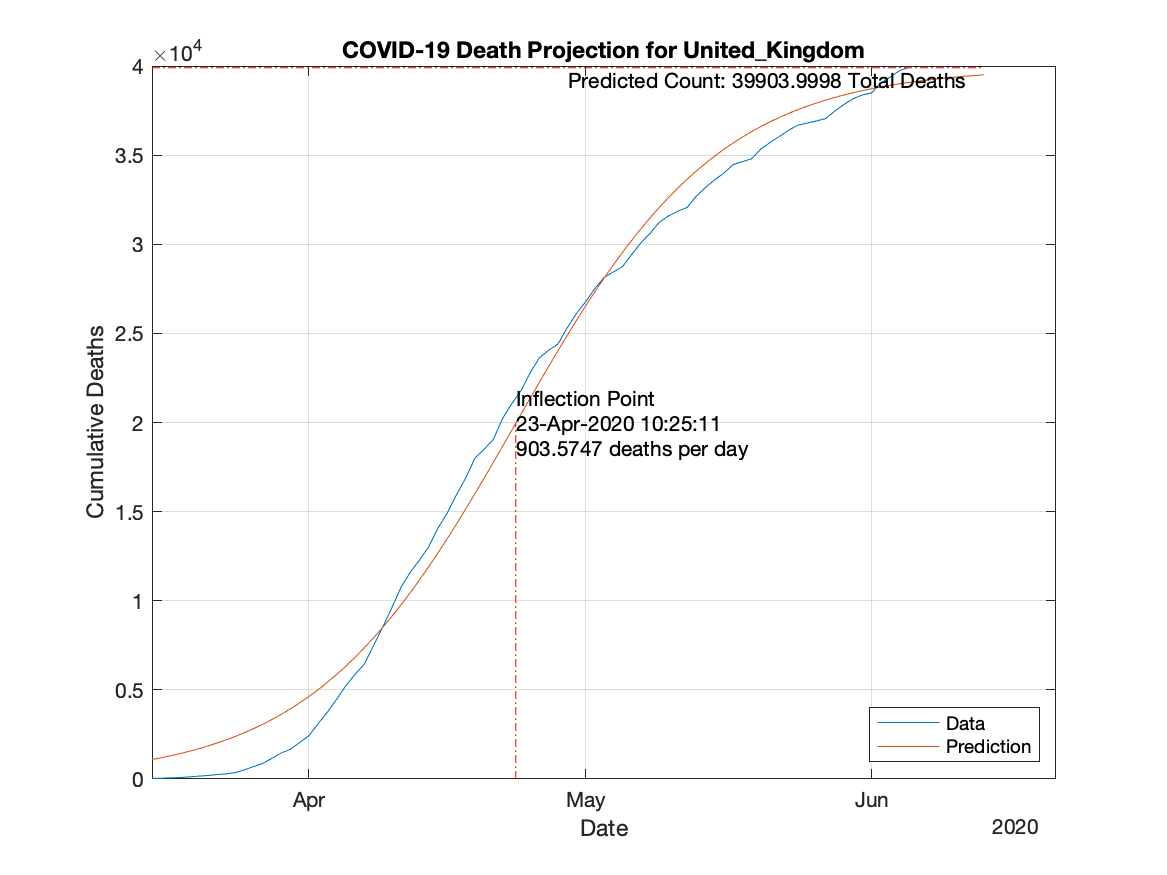 COVID-19 Death Projection for United_Kingdom
×10⁴
4
Predicted Count: 39903.9998 Total Deaths
3.5
3
2.5
Inflection Point
2
23-Apr-2020 10:25:11
903.5747 deaths per day
1.5
1
0.5
0
Cumulative Deaths
Data
Prediction
Apr
May
Jun
Date
2020